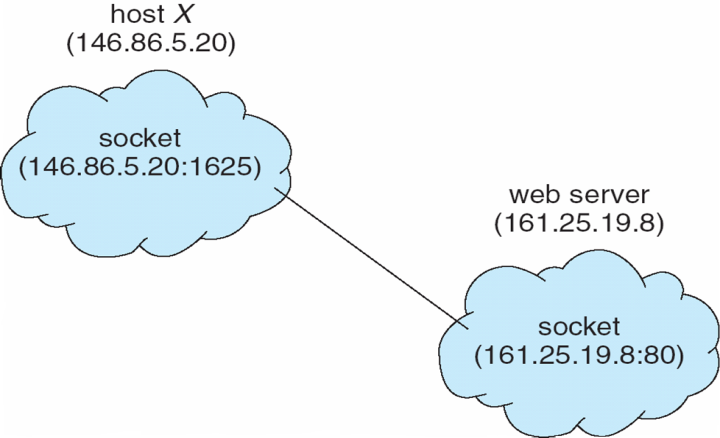 host X
(146.86.5.20)
socket
(146.86.5.20:1625)
web server
(161.25.19.8)
socket
(161.25.19.8:80)